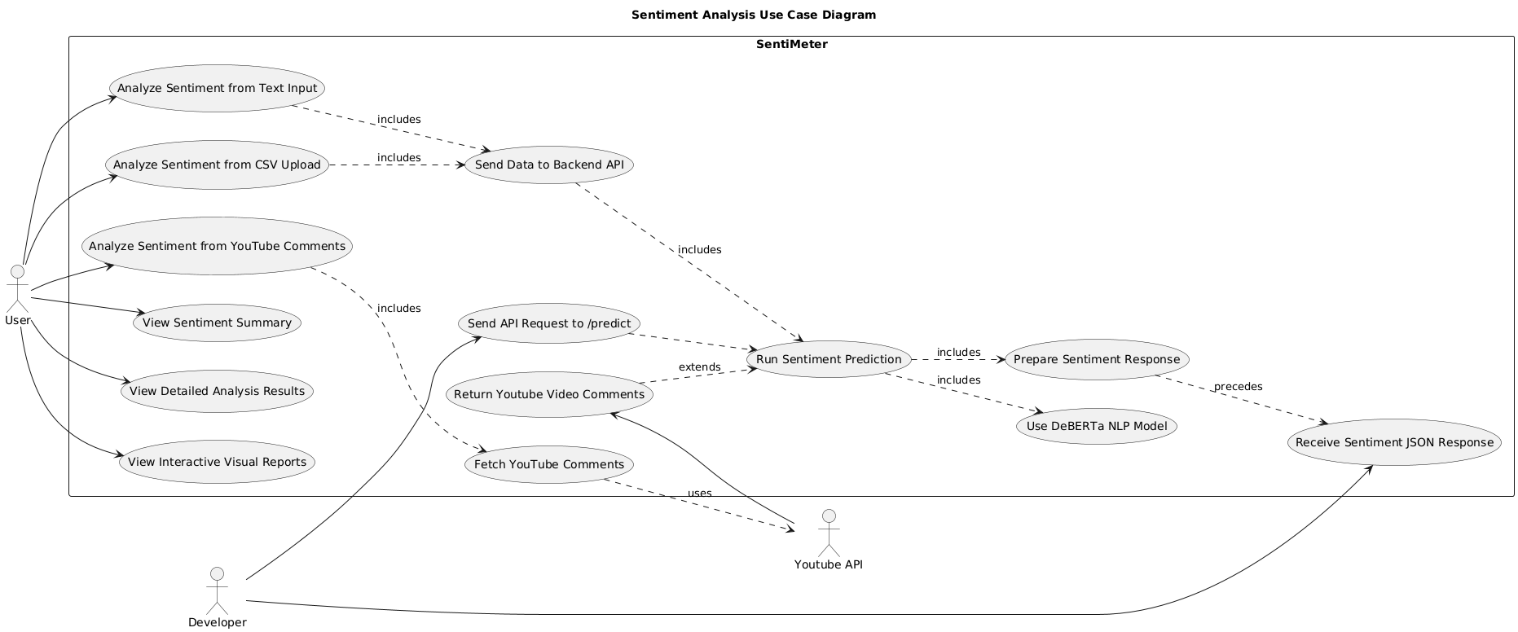 Sentiment Analysis Use Case Diagram
SentiMeter
Analyze Sentiment from Text Input
includes
Analyze Sentiment from CSV Upload
includes
Send Data to Backend API
Analyze Sentiment from YouTube Comments
includes
includes
User
View Sentiment Summary
Send API Request to /predict
Run Sentiment Prediction
includes
Prepare Sentiment Response
extends
includes
precedes
View Detailed Analysis Results
Return Youtube Video Comments
Use DeBERTa NLP Model
Receive Sentiment JSON Response
View Interactive Visual Reports
Fetch YouTube Comments
uses
Youtube API
Developer